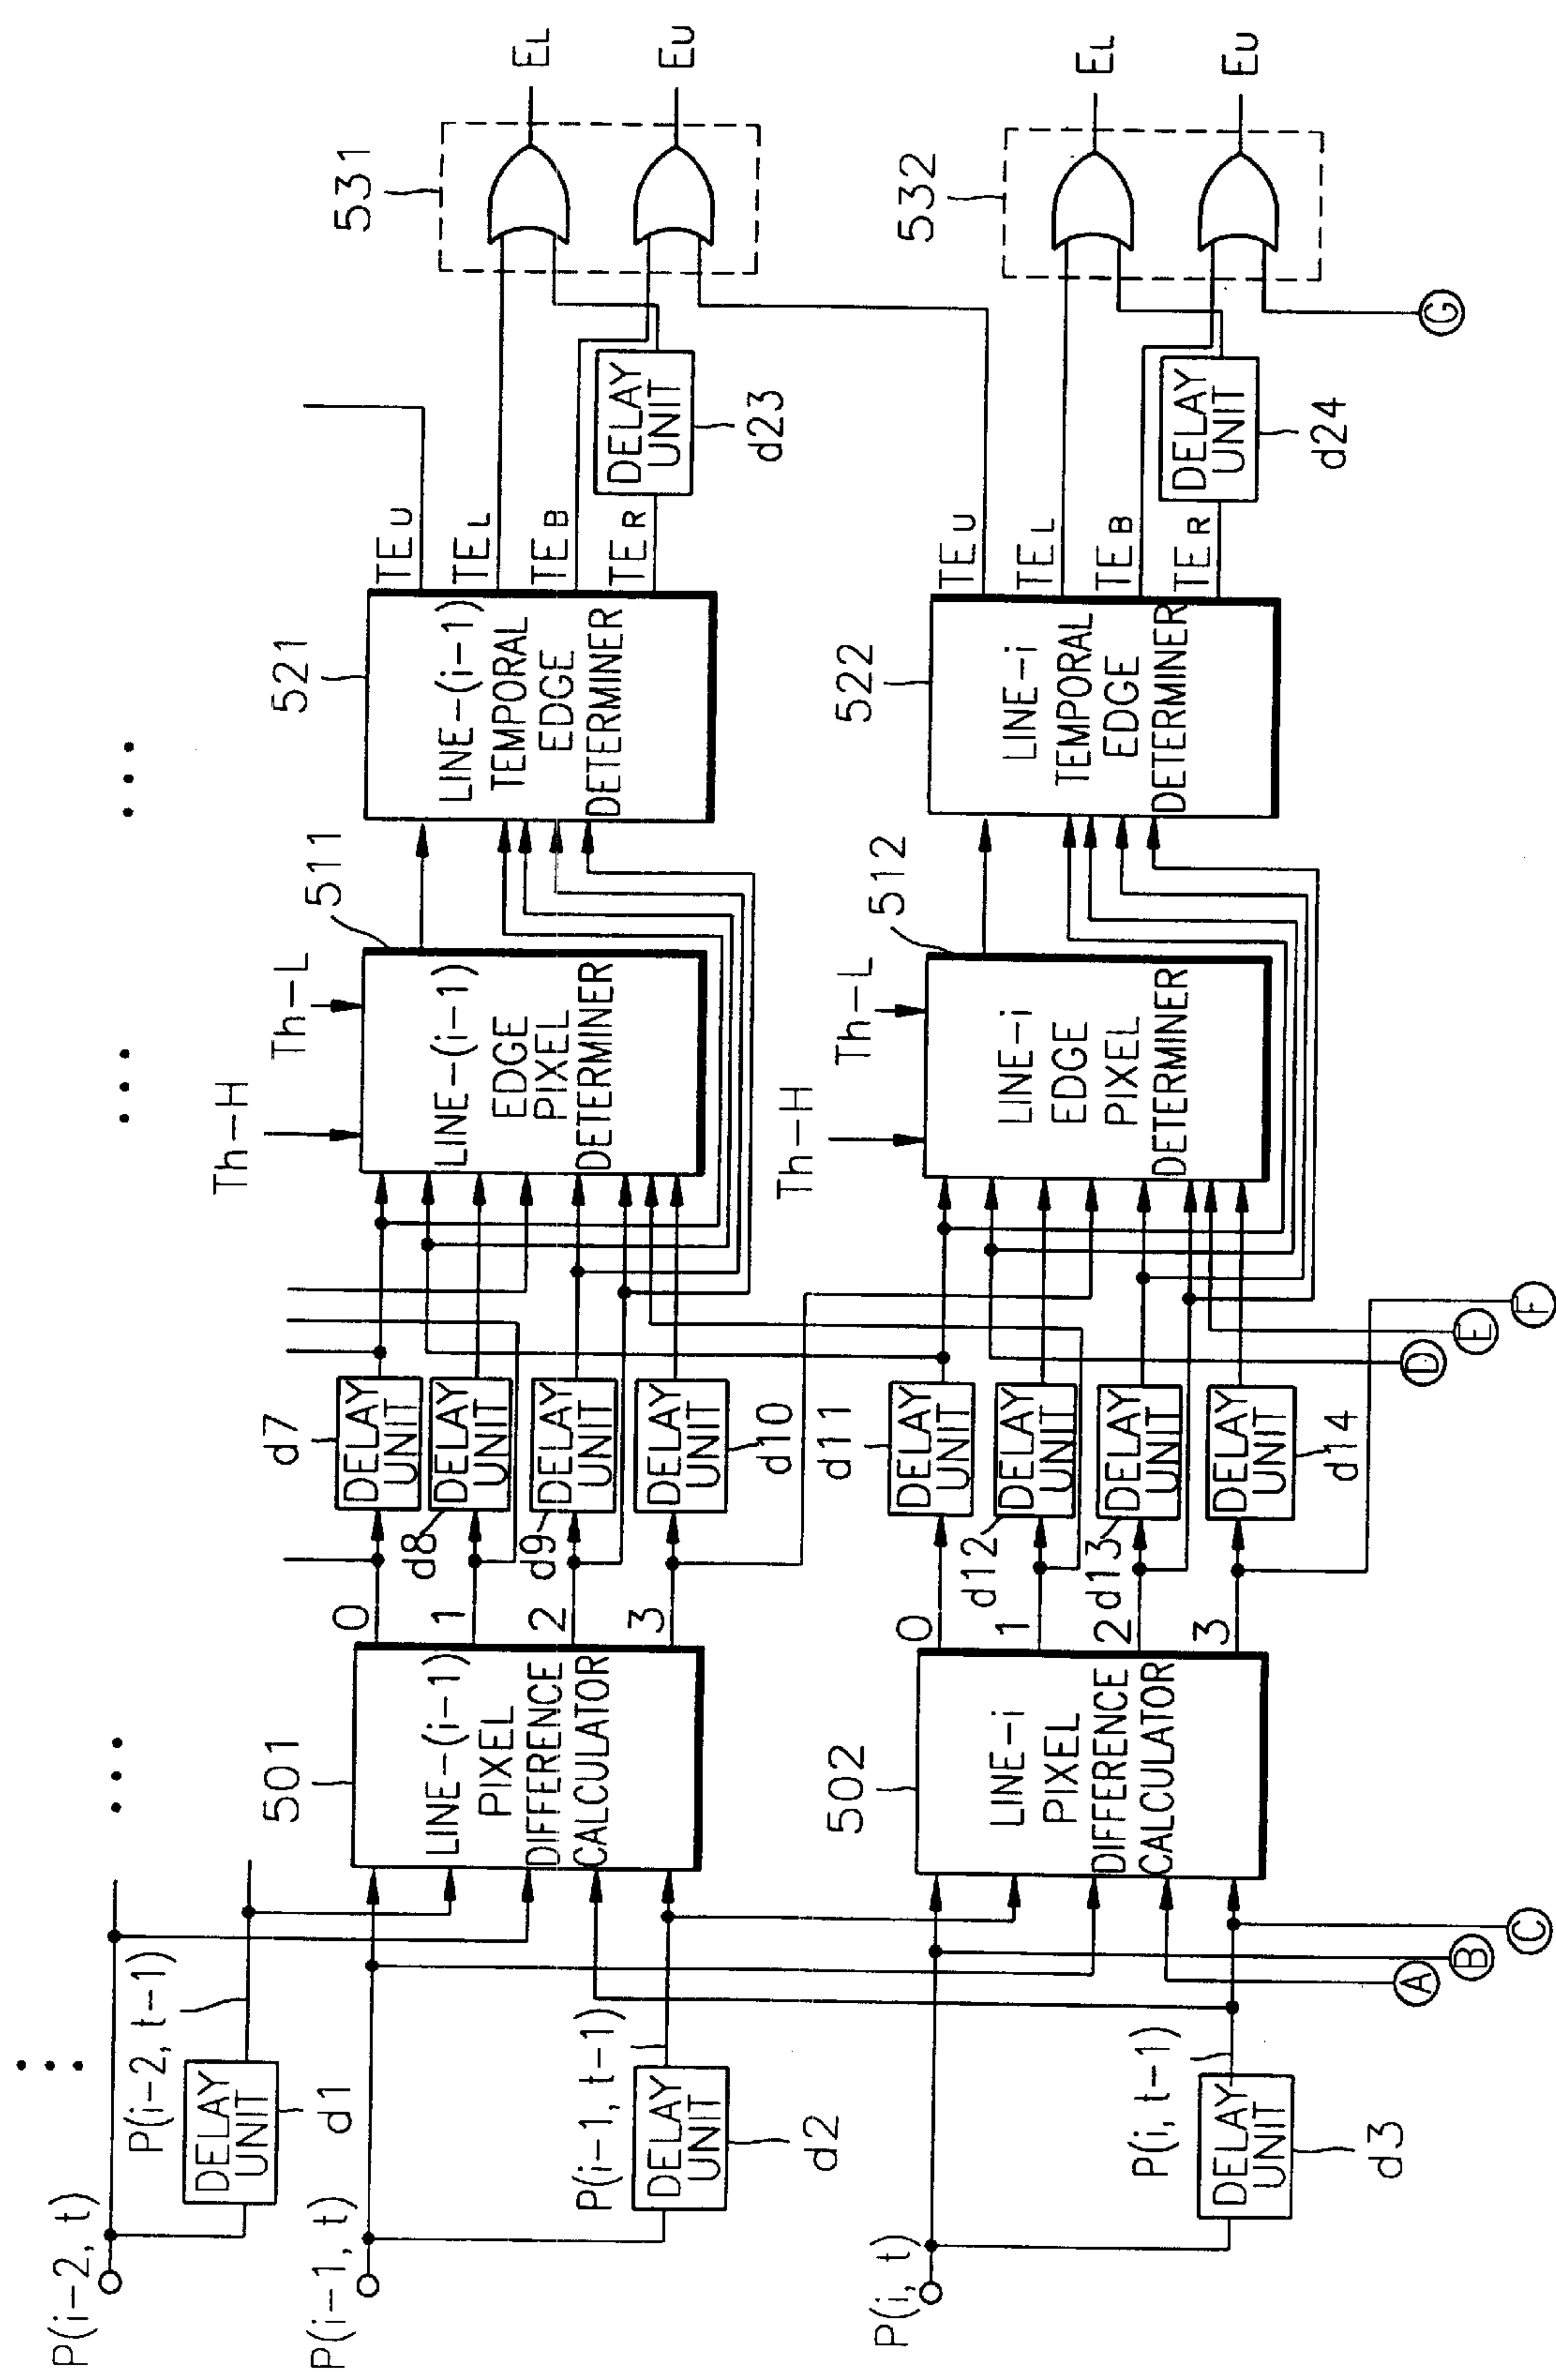 P(i-2, t)
P(i-2, t-1)
DELAY
UNIT
d1
P(i-1, t)
P(i-1, t-1)
DELAY
UNIT
d2
501
LINE-(i-1)
PIXEL
DIFFERENCE
CALCULATOR
0
1
2
3
d7
DELAY
UNIT
d8
DELAY
UNIT
d9
DELAY
UNIT
DELAY
UNIT
d10
Th-H
Th-L
511
LINE-(i-1)
EDGE
PIXEL
DETERMINER
521
LINE-(i-1)
TEMPORAL
EDGE
DETERMINER
TEU
TEL
TEB
TER
DELAY
UNIT
d23
531
EL
EU
P(i, t)
P(i, t-1)
DELAY
UNIT
d3
502
LINE-i
PIXEL
DIFFERENCE
CALCULATOR
A
B
C
0
1
2
3
d11
DELAY
UNIT
d12
DELAY
UNIT
d13
DELAY
UNIT
DELAY
UNIT
d14
D
E
F
Th-H
Th-L
512
LINE-i
EDGE
PIXEL
DETERMINER
522
LINE-i
TEMPORAL
EDGE
DETERMINER
TEU
TEL
TEB
TER
DELAY
UNIT
d24
532
EL
EU
G